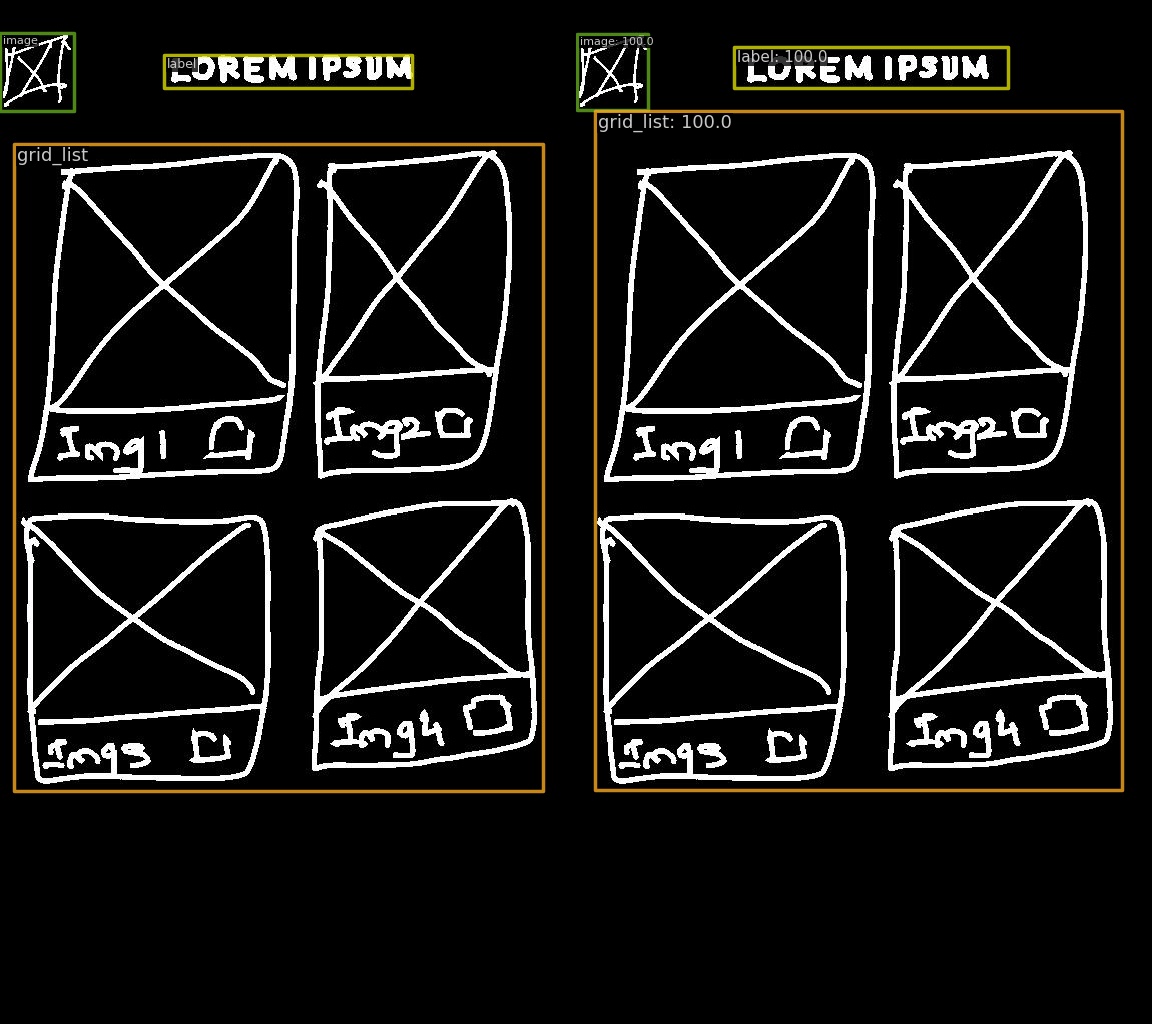 image
image: 100.0
label
LOREM IPSUM
label: 100.0
LOREM IPSUM
grid_list
grid_list: 100.0
Img1
Img2
Img1
Img2
Img3
Img4
Img3
Img4